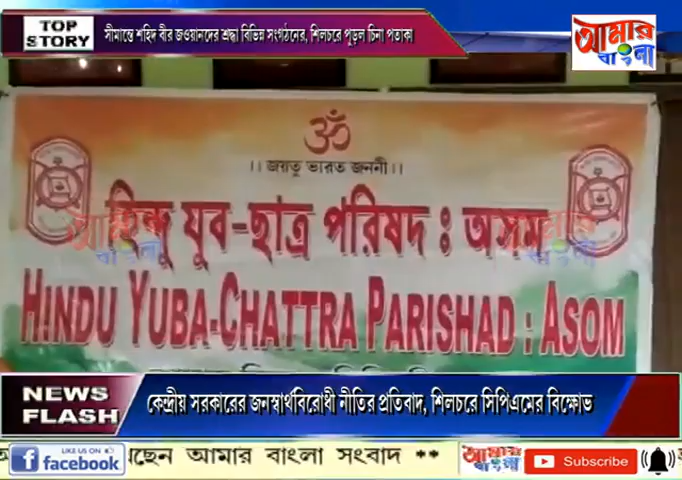 TOP STORY
সীমান্তে শহিদ বীর জওয়ানদের শ্রদ্ধা বিভিন্ন সংগঠনের, শিলচরে পুড়ল চিনা পতাকা
আমার বাংলা
ॐ
।। জয়তু ভারত জননী ।।
হিন্দু যুব-ছাত্র পরিষদ : অসম
HINDU YUBA-CHATTRA PARISHAD : ASOM
NEWS FLASH
কেন্দ্রীয় সরকারের জনস্বার্থবিরোধী নীতির প্রতিবাদ, শিলচরে সিপিএমের বিক্ষোভ
LIKE US ON
facebook
ছেন আমার বাংলা সংবাদ **
আমার বাংলা
Subscribe